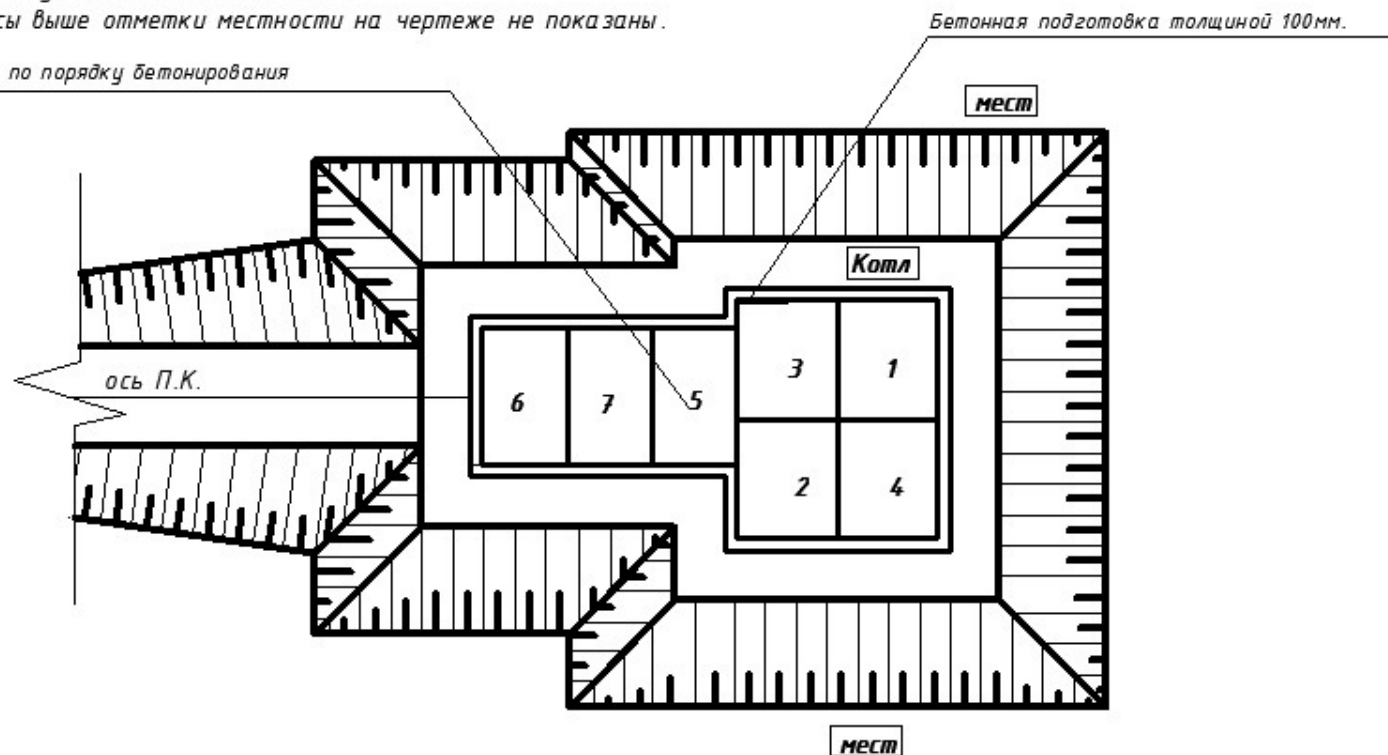 сы выше отметки местности на чертеже не показаны.
Бетонная подготовка толщиной 100мм.
по порядку бетонирования
мест
Котл
ось П.К.
3 1
6 7 5
2 4
мест